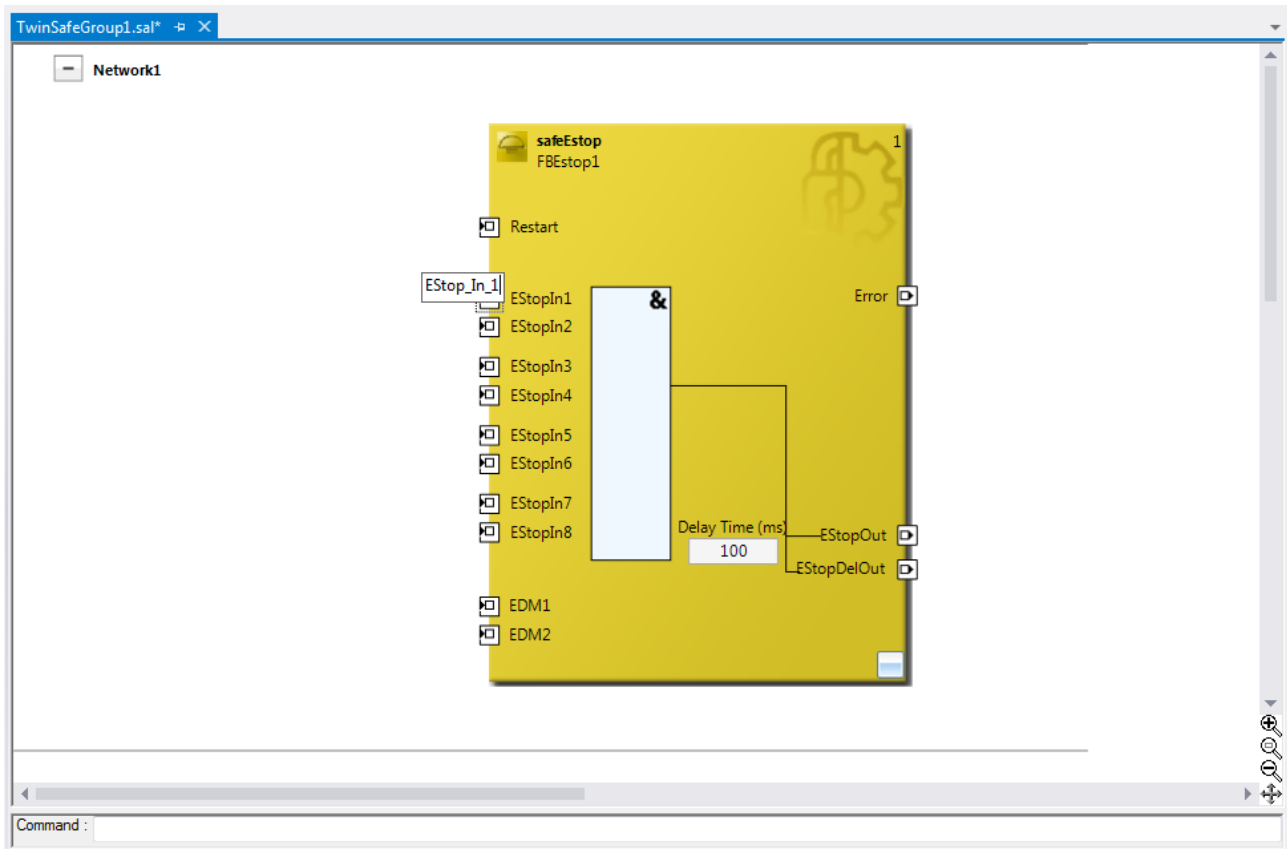 TwinSafeGroup1.sal*
Network1
safeEstop
1
FBEstop1
Restart
EStop_In_1
EStopIn1
&
Error
EStopIn2
EStopIn3
EStopIn4
EStopIn5
EStopIn6
EStopIn7
EStopIn8
Delay Time (ms)
100
EStopOut
EStopDelOut
EDM1
EDM2
Command :